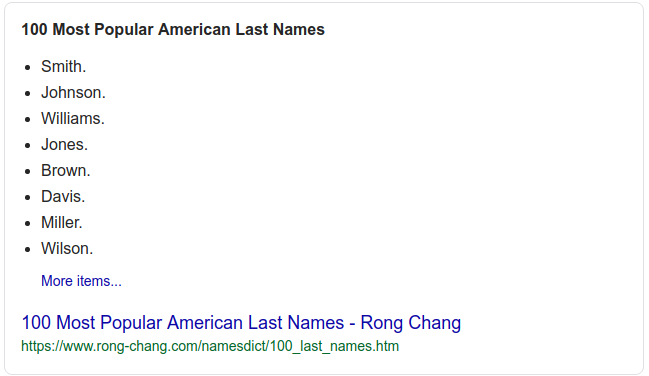 100 Most Popular American Last Names
Smith.
Johnson.
Williams.
Jones.
Brown.
Davis.
Miller.
Wilson.
More items...
100 Most Popular American Last Names - Rong Chang
https://www.rong-chang.com/namesdict/100_last_names.htm